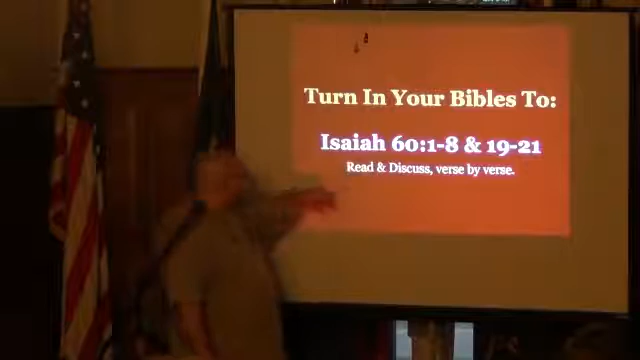 Turn In Your Bibles To:
Isaiah 60:1-8 & 19-21
Read & Discuss, verse by verse.